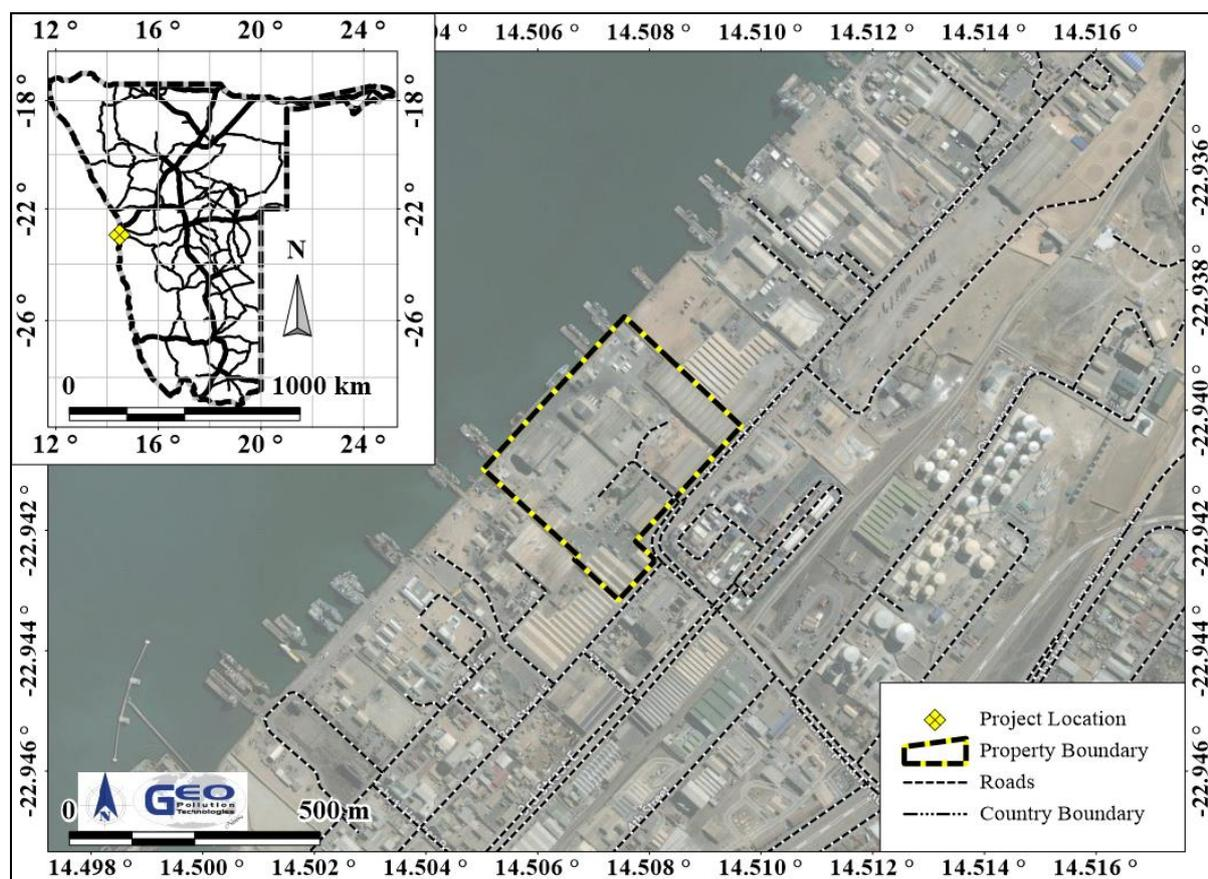 12 ° 16 ° 20 ° 24 °
04 ° 14.506 ° 14.508 ° 14.510 ° 14.512 ° 14.514 ° 14.516 °
-18 ° -22 ° -26 °
-18 ° -22 ° -26 °
N
0 1000 km
12 ° 16 ° 20 ° 24 °
-22.936 °
-22.938 °
-22.940 °
-22.942 ° -22.942 °
-22.944 ° -22.944 °
-22.946 ° -22.946 °
Project Location
Property Boundary
Roads
Country Boundary
N
GEO
Pollution
Technologies
0 500 m
14.498 ° 14.500 ° 14.502 ° 14.504 ° 14.506 ° 14.508 ° 14.510 ° 14.512 ° 14.514 ° 14.516 °